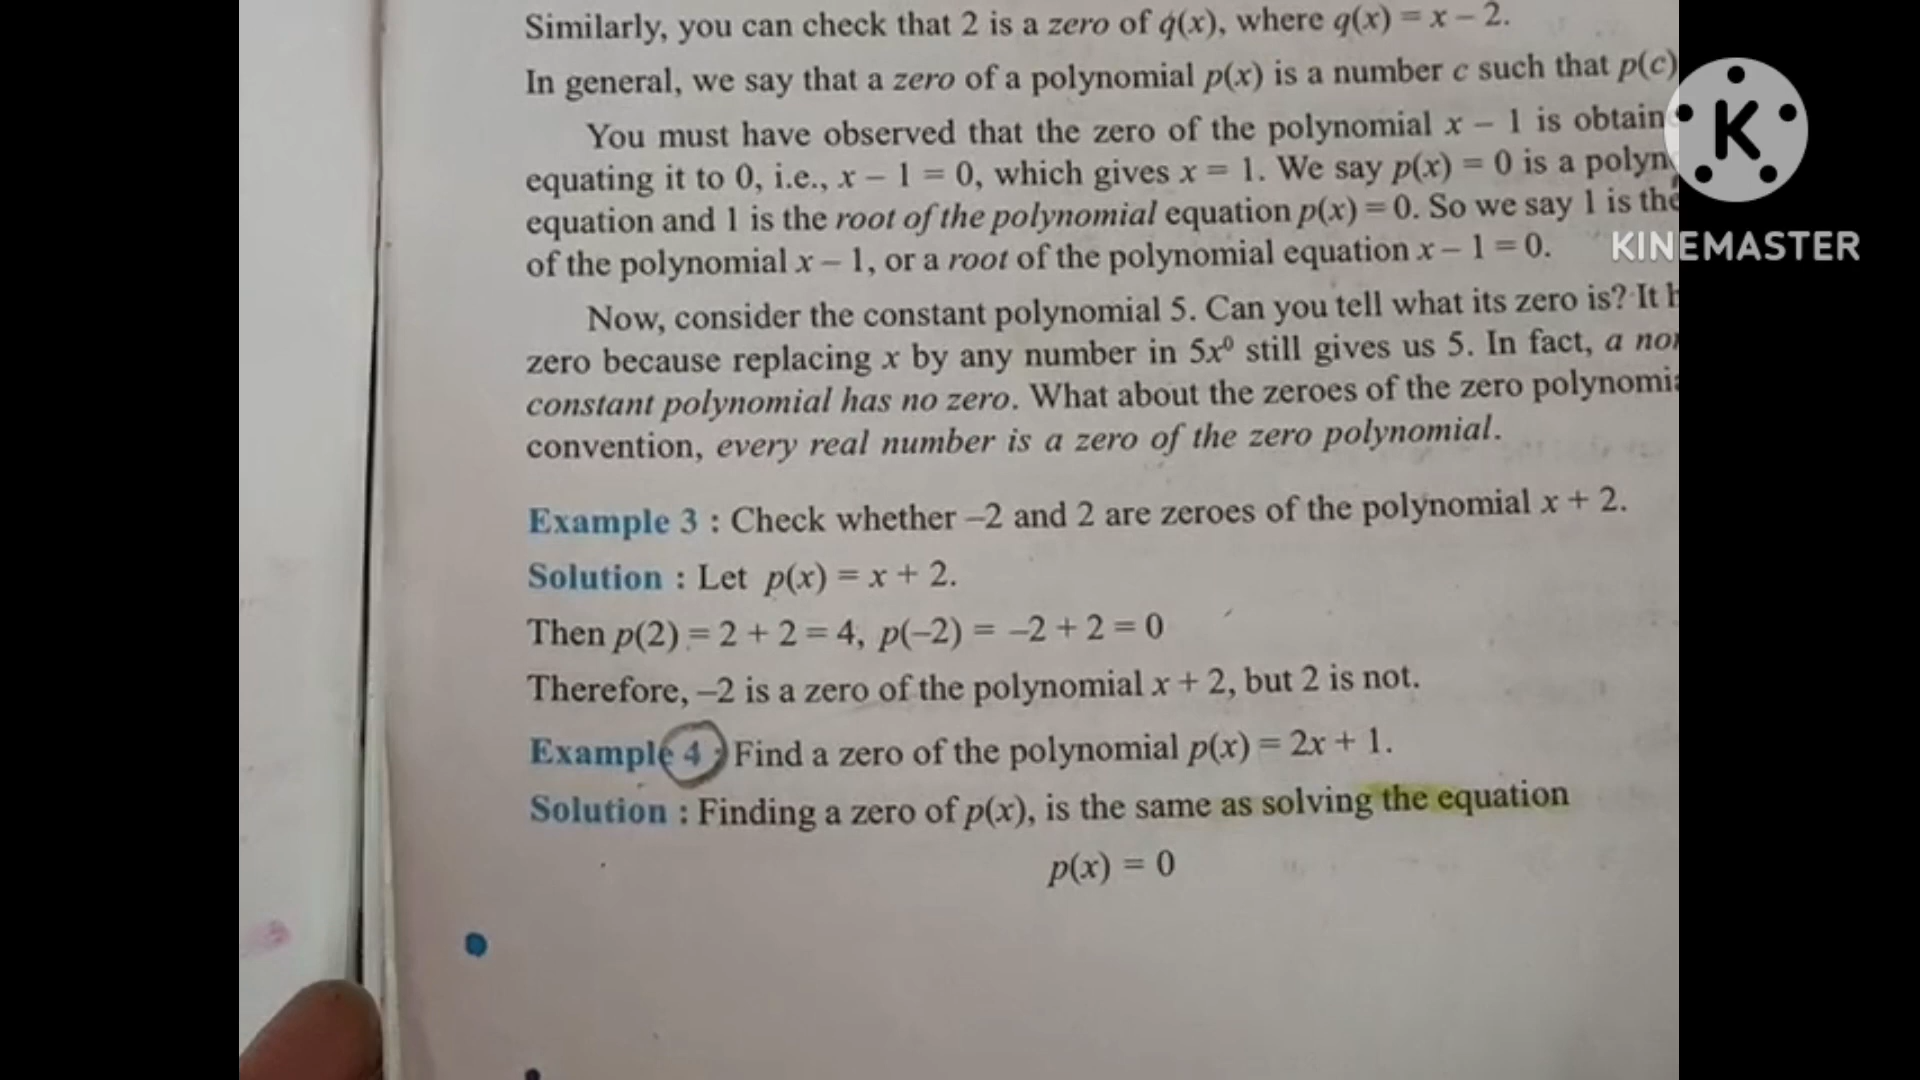 Similarly, you can check that 2 is a zero of q(x), where q(x) = x – 2.
In general, we say that a zero of a polynomial p(x) is a number c such that p(c)
You must have observed that the zero of the polynomial x – 1 is
equating it to 0, i.e., x – 1 = 0, which gives x = 1. We say p(x) = 0 is a
equation and 1 is the root of the polynomial equation p(x) = 0. So we say 1 is the
of the polynomial x – 1, or a root of the polynomial equation x – 1 = 0.
Now, consider the constant polynomial 5. Can you tell what its zero is? It
zero because replacing x by any number in 5x⁰ still gives us 5. In fact, a
constant polynomial has no zero. What about the zeroes of the zero
convention, every real number is a zero of the zero polynomial.
Example 3 : Check whether –2 and 2 are zeroes of the polynomial x + 2.
Solution : Let p(x) = x + 2.
Then p(2) = 2 + 2 = 4, p(–2) = –2 + 2 = 0
Therefore, –2 is a zero of the polynomial x + 2, but 2 is not.
Example 4 : Find a zero of the polynomial p(x) = 2x + 1.
Solution : Finding a zero of p(x), is the same as solving the equation
p(x) = 0
K
KINEMASTER